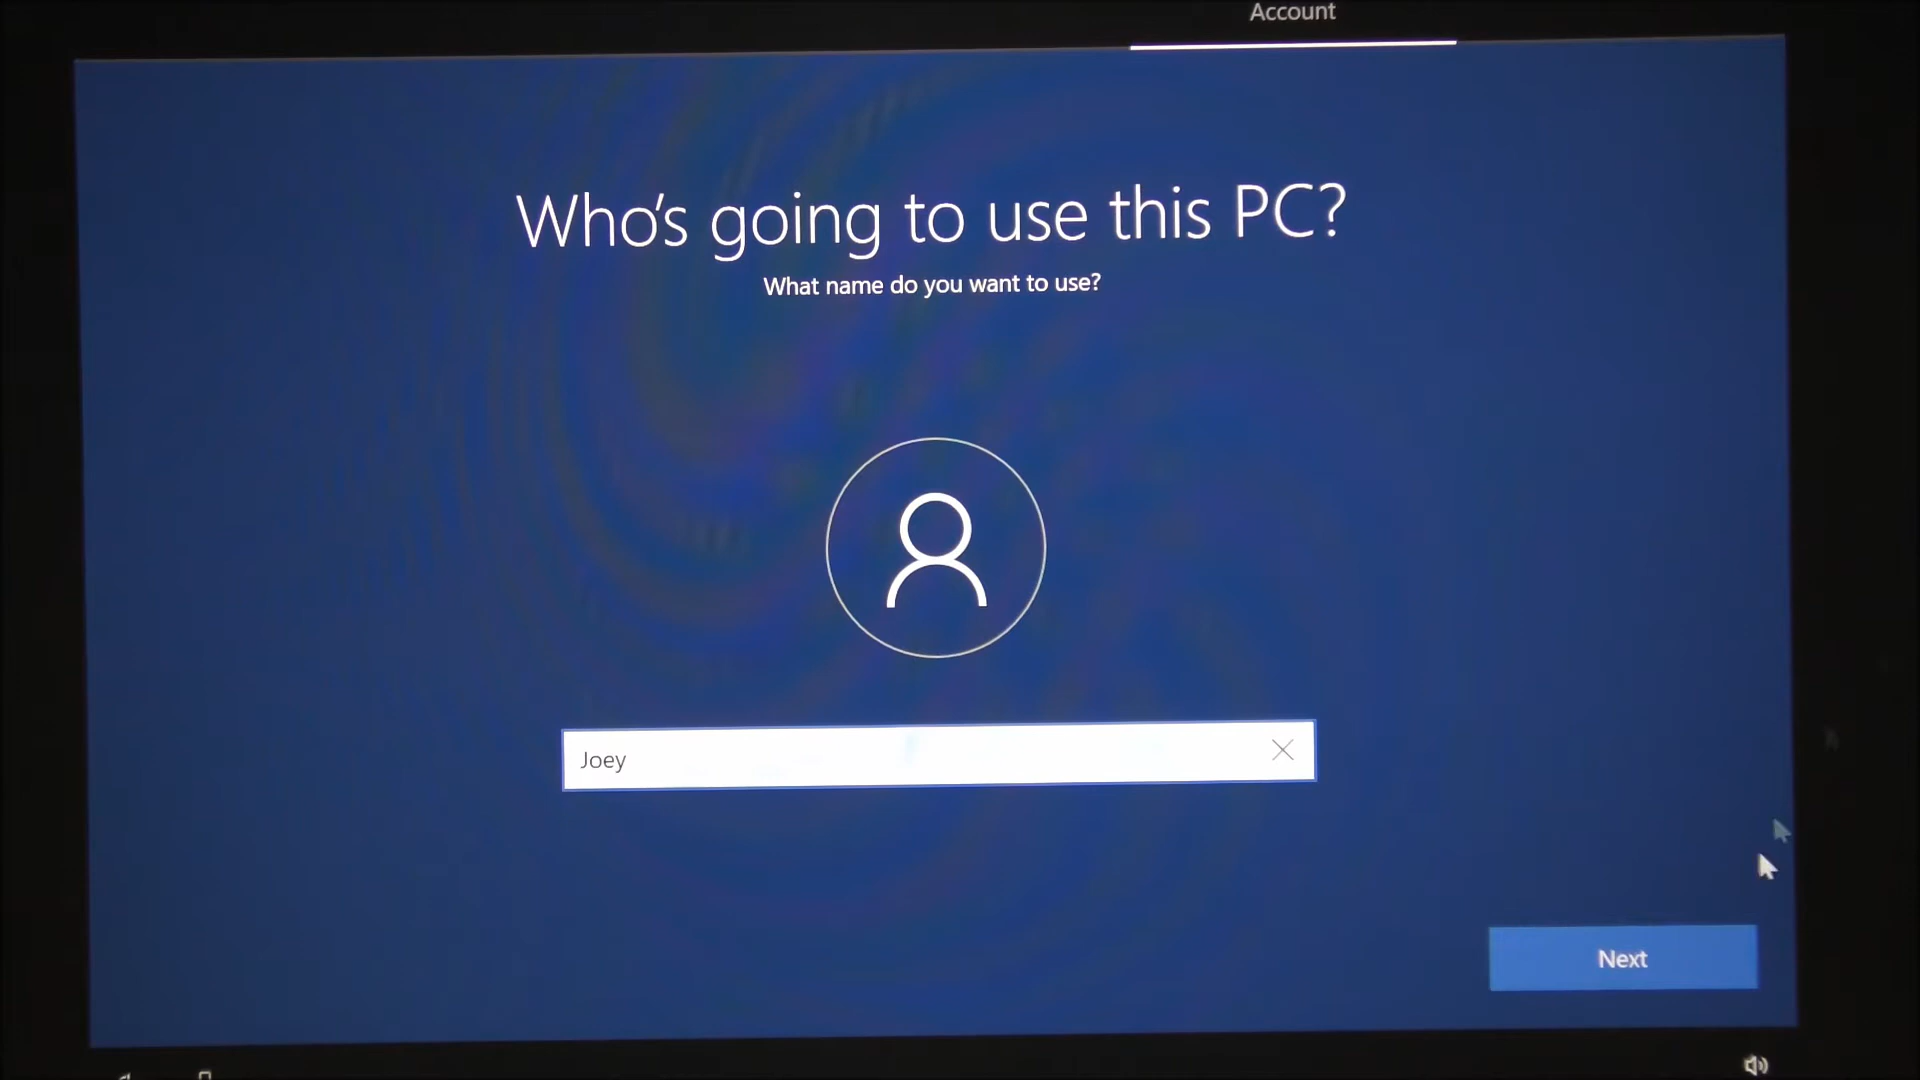 Account
Who's going to use this PC?
What name do you want to use?
Joey
Next